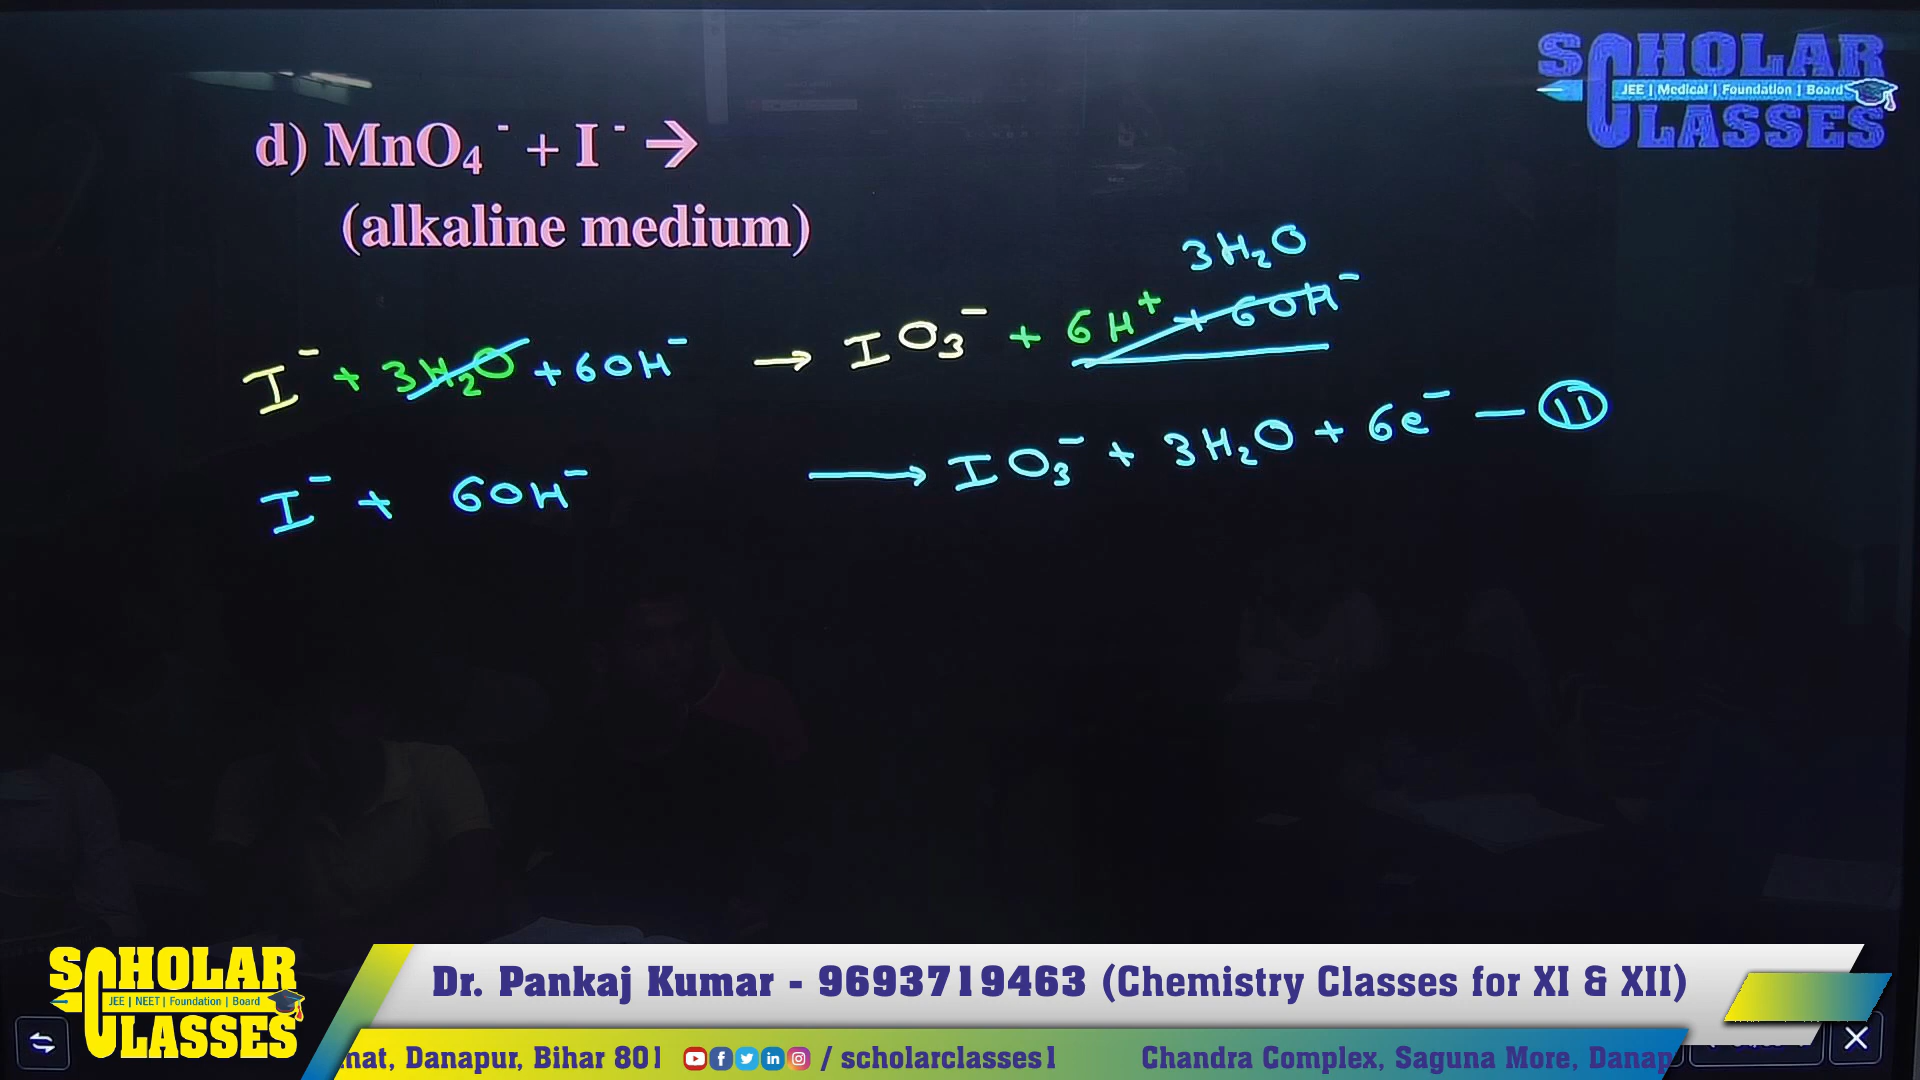 SCHOLAR
JEE | Medical | Foundation | Board
CLASSES
d) MnO₄⁻ + I⁻ →
(alkaline medium)
3H₂O
I⁻ + 3H₂O + 6OH⁻ → IO₃⁻ + 6H⁺ + 6OH⁻
I⁻ + 6OH⁻ → IO₃⁻ + 3H₂O + 6e⁻ — II
SCHOLAR
JEE | NEET | Foundation | Board
CLASSES
Dr. Pankaj Kumar - 9693719463 (Chemistry Classes for XI & XII)
mat, Danapur, Bihar 801 / scholarclasses1 Chandra Complex, Saguna More, Danap